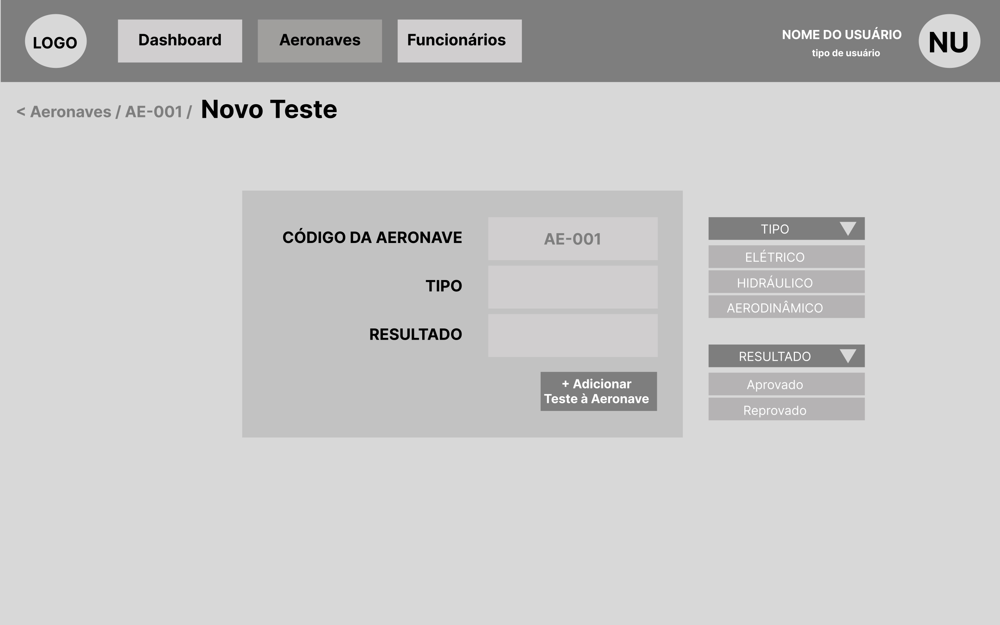 LOGO
Dashboard
Aeronaves
Funcionários
NOME DO USUÁRIO
tipo de usuário
NU
< Aeronaves / AE-001 / Novo Teste
CÓDIGO DA AERONAVE
AE-001
TIPO
RESULTADO
+ Adicionar
Teste à Aeronave
TIPO
ELÉTRICO
HIDRÁULICO
AERODINÂMICO
RESULTADO
Aprovado
Reprovado